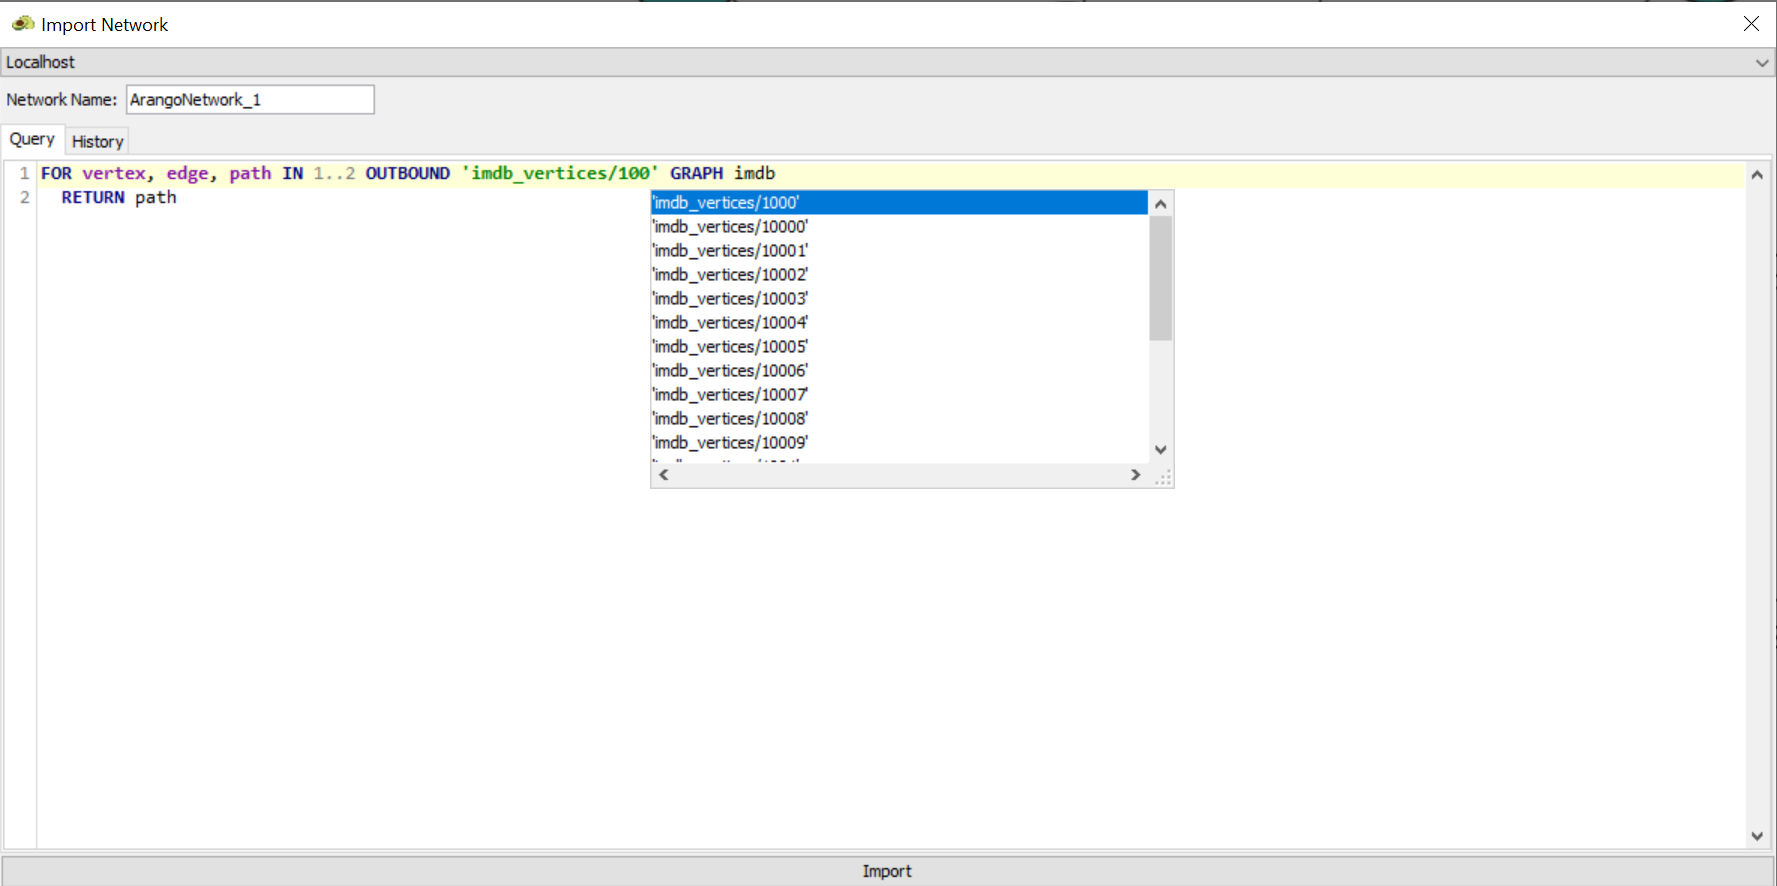 Import Network
Localhost
Network Name: ArangoNetwork_1
Query History
1 FOR vertex, edge, path IN 1..2 OUTBOUND 'imdb_vertices/100' GRAPH imdb
2 RETURN path
'imdb_vertices/1000'
'imdb_vertices/10000'
'imdb_vertices/10001'
'imdb_vertices/10002'
'imdb_vertices/10003'
'imdb_vertices/10004'
'imdb_vertices/10005'
'imdb_vertices/10006'
'imdb_vertices/10007'
'imdb_vertices/10008'
'imdb_vertices/10009'
Import